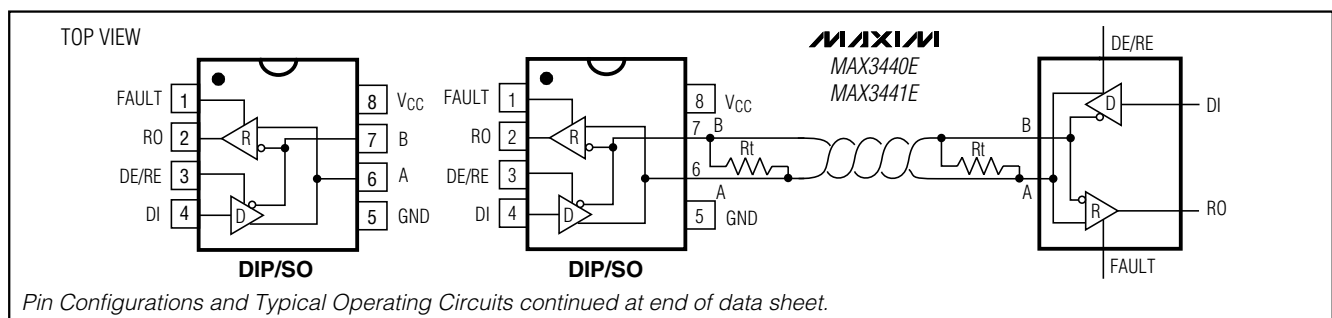 TOP VIEW
MAXIM
MAX3440E
MAX3441E
FAULT 1
RO 2
DE/RE 3
DI 4
8 VCC
7 B
6 A
5 GND
R
D
DIP/SO
FAULT 1
RO 2
DE/RE 3
DI 4
8 VCC
7 B
6 A
5 GND
R
D
DIP/SO
Rt
Rt
B
A
DE/RE
D
DI
R
RO
FAULT
Pin Configurations and Typical Operating Circuits continued at end of data sheet.